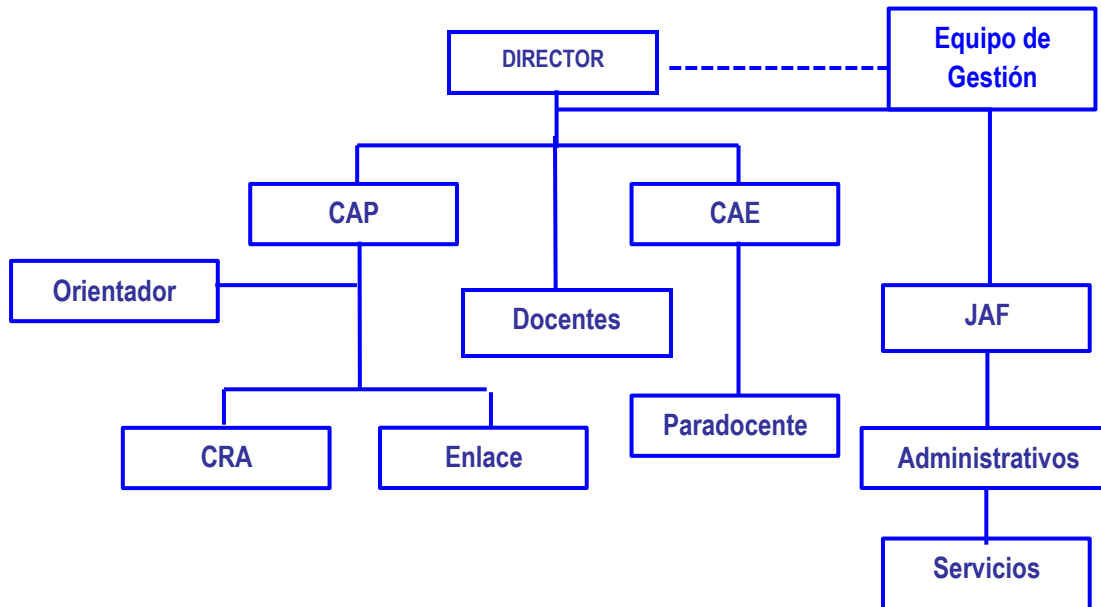 DIRECTOR
Equipo de
Gestión
CAP
CAE
Orientador
Docentes
JAF
CRA
Enlace
Paradocente
Administrativos
Servicios